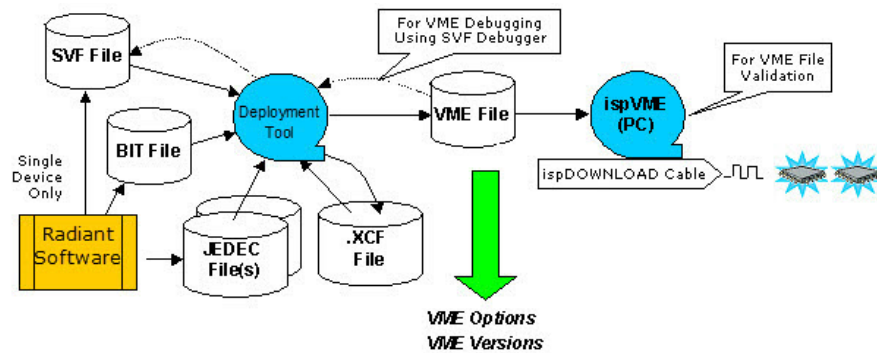 For VME Debugging
Using SVF Debugger
SVF File
For VME File
Validation
Deployment
Tool
VME File
ispVME
(PC)
BIT File
Single
Device
Only
ispDOWNLOAD Cable
Radiant
Software
JEDEC
File(s)
.XCF
File
VME Options
VME Versions